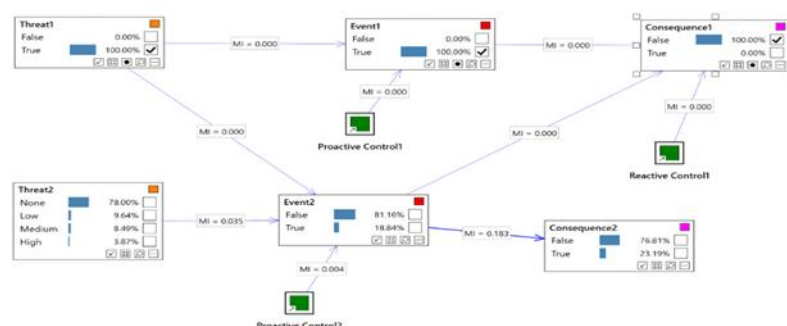 Threat1
False 0.00%
True 100.00%
MI = 0.000
Event1
False 0.00%
True 100.00%
MI = 0.000
Consequence1
False 100.00%
True 0.00%
MI = 0.000
Proactive Control1
MI = 0.000
MI = 0.000
MI = 0.000
Reactive Control1
Threat2
None 78.00%
Low 9.64%
Medium 8.49%
High 3.87%
MI = 0.035
Event2
False 81.16%
True 18.84%
MI = 0.183
Consequence2
False 76.81%
True 23.19%
MI = 0.004
Proactive Control2